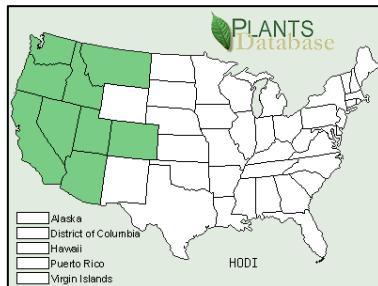 PLANTS
Database
Alaska
District of Columbia
Hawaii
Puerto Rico
Virgin Islands
HODI